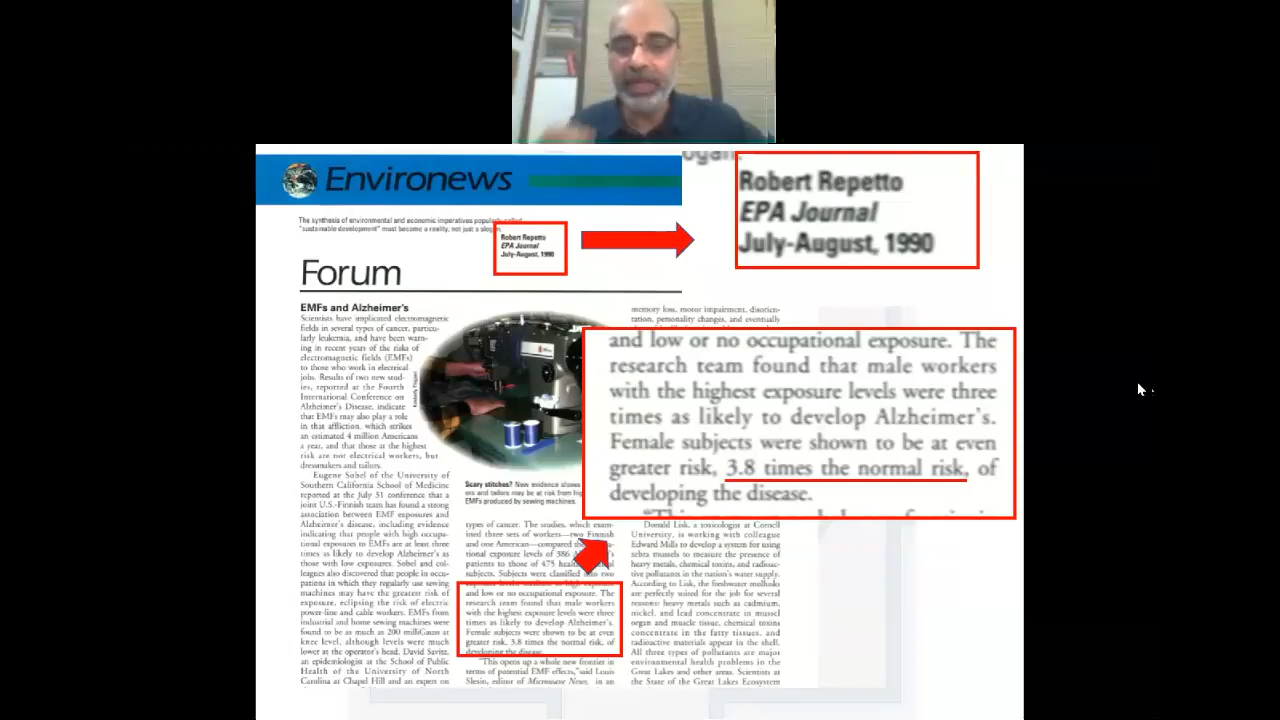 Environews
The synthesis of environmental and economic imperatives popularly called
"sustainable development" must become a reality, not just a slogan.
Robert Repetto
EPA Journal
July-August, 1990
Robert Repetto
EPA Journal
July-August, 1990
Forum
EMFs and Alzheimer's
Scientists have implicated electromagnetic
fields in several types of cancer, particu-
larly leukemia, and have been warn-
ing in recent years of the risks of
electromagnetic fields (EMFs)
to those who work in electrical
jobs. Results of two new stud-
ies, reported at the Fourth
International Conference on
Alzheimer's Disease, indicate
that EMFs may also play a role
in that affliction, which strikes
an estimated 4 million Americans
a year, and that those at the highest
risk are not electrical workers, but
dressmakers and tailors.
Eugene Sobel of the University of
Southern California School of Medicine
reported at the July 31 conference that a
joint U.S.-Finnish team has found a strong
association between EMF exposures and
Alzheimer's Disease, including evidence
indicating that people with high occupa-
tional exposures to EMFs are at least three
times as likely to develop Alzheimer's as
those with low exposures. Sobel and col-
leagues also discovered that people in occu-
pations in which they regularly use sewing
machines may have the greatest risk of
exposure, eclipsing the risk of electric
power-line and cable workers. EMFs from
industrial and home sewing machines were
found to be as much as 200 milliGauss at
knee level, although levels were much
lower at the operator's head. David Savitz,
an epidemiologist at the School of Public
Health of the University of North
Carolina at Chapel Hill and an expert on
Scary stitches? New evidence shows
ers and tailors may be at risk from hig
EMFs produced by sewing machines.
types of cancer. The studies, which exam-
ined three sets of workers—two Finnish
and one American—compared the
tional exposure levels of 386
patients to those of 475
subjects. Subjects were classified into two
and low or no occupational exposure. The
research team found that male workers
with the highest exposure levels were three
times as likely to develop Alzheimer's.
Female subjects were shown to be at even
greater risk, 3.8 times the normal risk, of
developing the disease.
"This opens up a whole new frontier in
terms of potential EMF effects," said Louis
Slesin, editor of Microwave News, in an
memory loss, motor impairment, disorien-
tation, personality changes, and eventually
and low or no occupational exposure. The
research team found that male workers
with the highest exposure levels were three
times as likely to develop Alzheimer's.
Female subjects were shown to be at even
greater risk, 3.8 times the normal risk, of
developing the disease.
Donald Lisk, a toxicologist at Cornell
University, is working with colleague
Edward Mills to develop a system for using
zebra mussels to measure the presence of
heavy metals, chemical toxins, and radioac-
tive pollutants in the nation's water supply.
According to Lisk, the freshwater mollusks
are perfectly suited for the job for several
reasons: heavy metals such as cadmium,
nickel, and lead concentrate in mussel
organ and muscle tissue, chemical toxins
concentrate in the fatty tissues, and
radioactive materials appear in the shell.
All three types of pollutants are major
environmental health problems in the
Great Lakes and other areas. Scientists at
the State of the Great Lakes Ecosystem